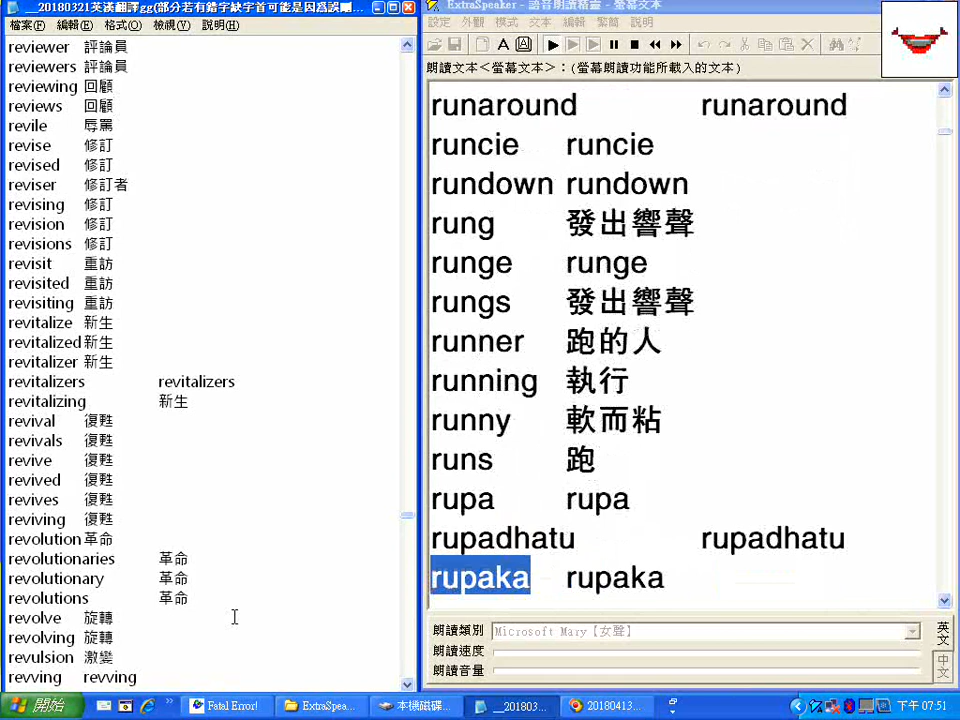 __20180321英漢翻譯gg(部分若有錯字缺字首可能是因為誤刪...
檔案(F) 編輯(E) 格式(O) 檢視(V) 說明(H)
reviewer 評論員
reviewers 評論員
reviewing 回顧
reviews 回顧
revile 辱罵
revise 修訂
revised 修訂
reviser 修訂者
revising 修訂
revision 修訂
revisions 修訂
revisit 重訪
revisited 重訪
revisiting 重訪
revitalize 新生
revitalized 新生
revitalizer 新生
revitalizers revitalizers
revitalizing 新生
revival 復甦
revivals 復甦
revive 復甦
revived 復甦
revives 復甦
reviving 復甦
revolution 革命
revolutionaries 革命
revolutionary 革命
revolutions 革命
revolve 旋轉
revolving 旋轉
revulsion 激變
revving revving
ExtraSpeaker - 語音朗讀精靈 - 螢幕文本
設定 外觀 模式 文本 編輯 繁簡 說明
朗讀文本<螢幕文本>：(螢幕朗讀功能所載入的文本)
runaround runaround
runcie runcie
rundown rundown
rung 發出響聲
runge runge
rungs 發出響聲
runner 跑的人
running 執行
runny 軟而粘
runs 跑
rupa rupa
rupadhatu rupadhatu
rupaka rupaka
朗讀類別 Microsoft Mary【女聲】
朗讀速度
朗讀音量
英文
中文
開始 Fatal Error! ExtraSpea... 本機磁碟... __201803... 20180413... 下午 07:51